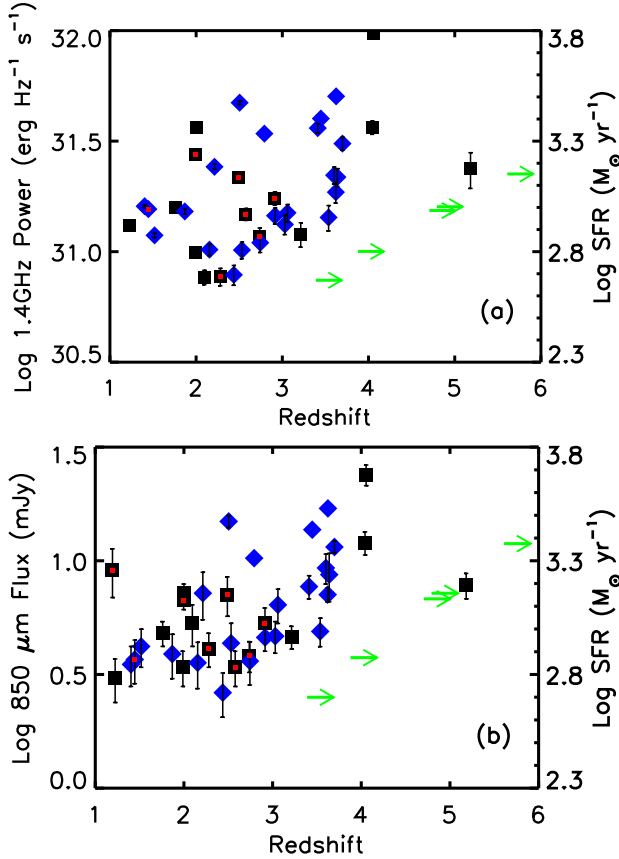 32.0
31.5
31.0
30.5
Log 1.4GHz Power (erg Hz⁻¹ s⁻¹)
3.8
3.3
2.8
2.3
Log SFR (M⊙ yr⁻¹)
(a)
1 2 3 4 5 6
Redshift
1.5
1.0
0.5
0.0
Log 850 μm Flux (mJy)
3.8
3.3
2.8
2.3
Log SFR (M⊙ yr⁻¹)
(b)
1 2 3 4 5 6
Redshift